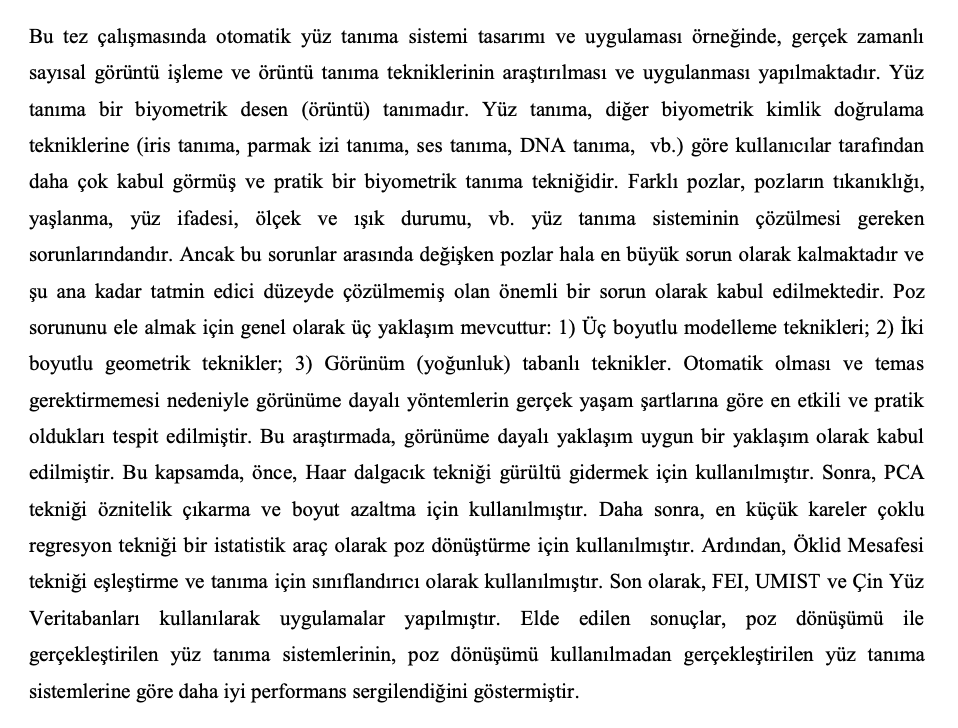 Bu tez çalışmasında otomatik yüz tanıma sistemi tasarımı ve uygulaması örneğinde, gerçek zamanlı
sayısal görüntü işleme ve örüntü tanıma tekniklerinin araştırılması ve uygulanması yapılmaktadır. Yüz
tanıma bir biyometrik desen (örüntü) tanımadır. Yüz tanıma, diğer biyometrik kimlik doğrulama
tekniklerine (iris tanıma, parmak izi tanıma, ses tanıma, DNA tanıma, vb.) göre kullanıcılar tarafından
daha çok kabul görmüş ve pratik bir biyometrik tanıma tekniğidir. Farklı pozlar, pozların tıkanıklığı,
yaşlanma, yüz ifadesi, ölçek ve ışık durumu, vb. yüz tanıma sisteminin çözülmesi gereken
sorunlarındandır. Ancak bu sorunlar arasında değişken pozlar hala en büyük sorun olarak kalmaktadır ve
şu ana kadar tatmin edici düzeyde çözülmemiş olan önemli bir sorun olarak kabul edilmektedir. Poz
sorununu ele almak için genel olarak üç yaklaşım mevcuttur: 1) Üç boyutlu modelleme teknikleri; 2) İki
boyutlu geometrik teknikler; 3) Görünüm (yoğunluk) tabanlı teknikler. Otomatik olması ve temas
gerektirmemesi nedeniyle görünüme dayalı yöntemlerin gerçek yaşam şartlarına göre en etkili ve pratik
oldukları tespit edilmiştir. Bu araştırmada, görünüme dayalı yaklaşım uygun bir yaklaşım olarak kabul
edilmiştir. Bu kapsamda, önce, Haar dalgacık tekniği gürültü gidermek için kullanılmıştır. Sonra, PCA
tekniği öznitelik çıkarma ve boyut azaltma için kullanılmıştır. Daha sonra, en küçük kareler çoklu
regresyon tekniği bir istatistik araç olarak poz dönüştürme için kullanılmıştır. Ardından, Öklid Mesafesi
tekniği eşleştirme ve tanıma için sınıflandırıcı olarak kullanılmıştır. Son olarak, FEI, UMIST ve Çin Yüz
Veritabanları kullanılarak uygulamalar yapılmıştır. Elde edilen sonuçlar, poz dönüşümü ile
gerçekleştirilen yüz tanıma sistemlerinin, poz dönüşümü kullanılmadan gerçekleştirilen yüz tanıma
sistemlerine göre daha iyi performans sergilendiğini göstermiştir.